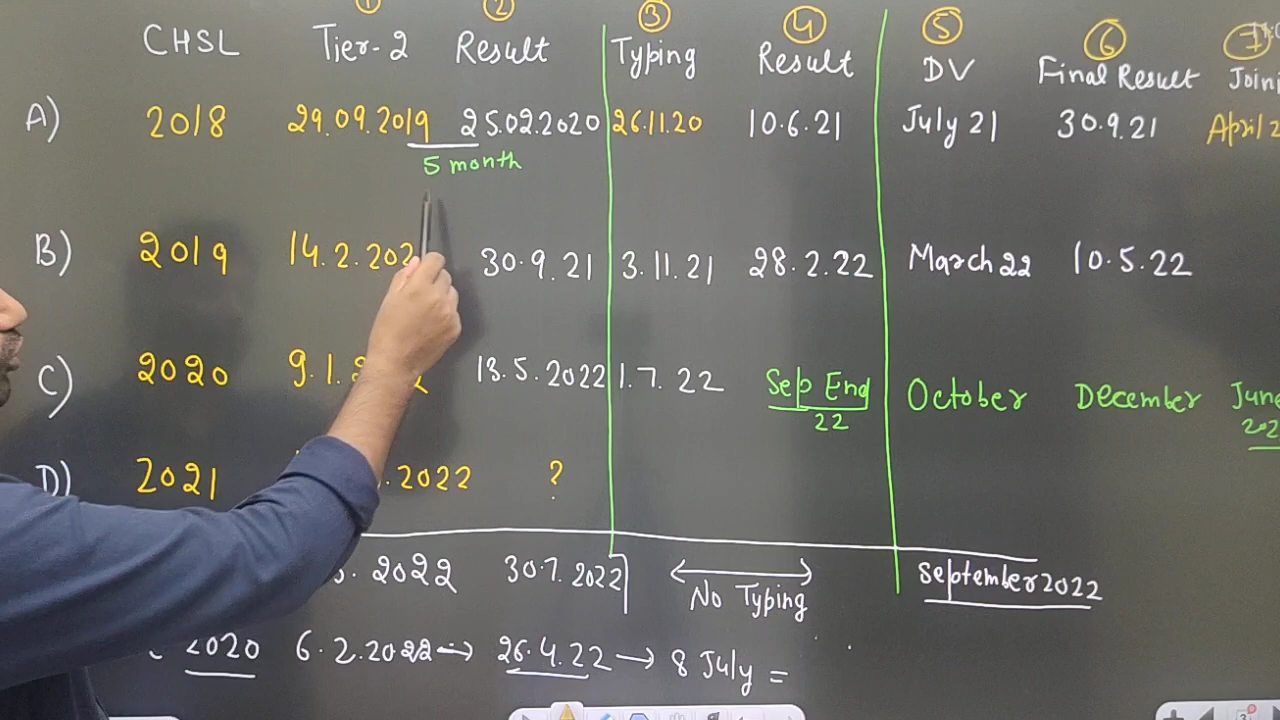 ① ② ③ ④ ⑤ ⑥ ⑦
CHSL Tier-2 Result Typing Result DV Final Result
A) 2018 29.09.2019 25.02.2020 26.11.20 10.6.21 July 21 30.9.21 April
5 month
B) 2019 14.2.202 30.9.21 3.11.21 28.2.22 March 22 10.5.22
C) 2020 9.1. 13.5.2022 1.7.22 Sep End October December June
22
D) 2021 .2022 ?
. 2022 30.7.2022 No Typing September 2022
2020 6.2.2022 → 26.4.22 → 8 July =